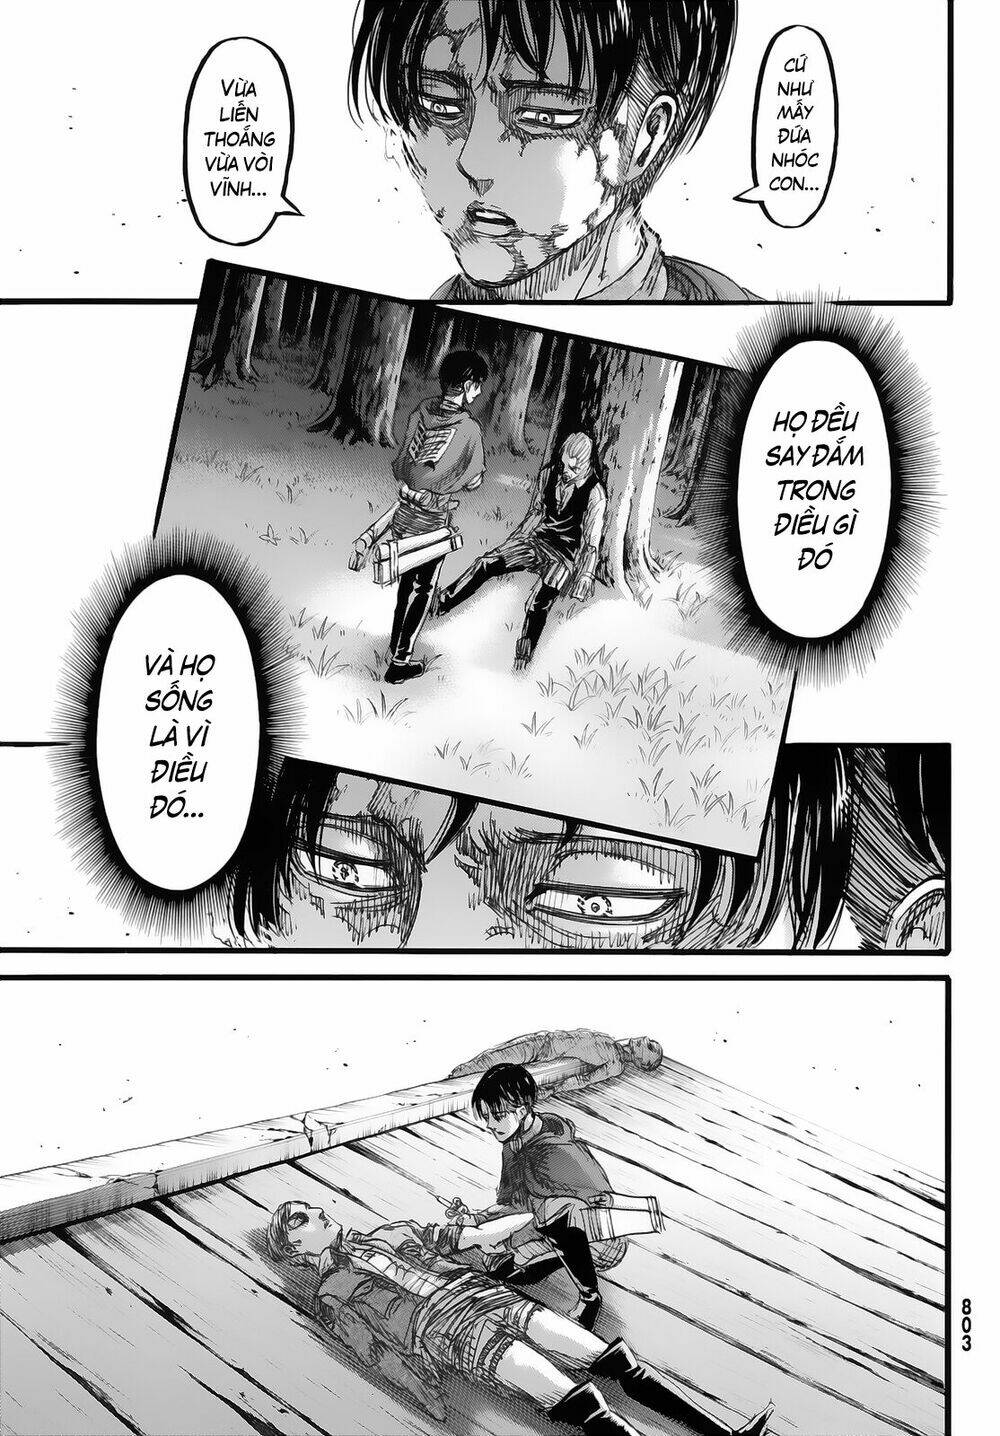 CỨ
NHƯ
MẤY
ĐỨA
NHÓC
CON...
VỪA
LIẾN
THOẮNG
VỪA VÒI
VĨNH...
HỌ ĐỀU
SAY ĐẮM
TRONG
ĐIỀU GÌ
ĐÓ
VÀ HỌ
SỐNG
LÀ VÌ
ĐIỀU
ĐÓ...
803